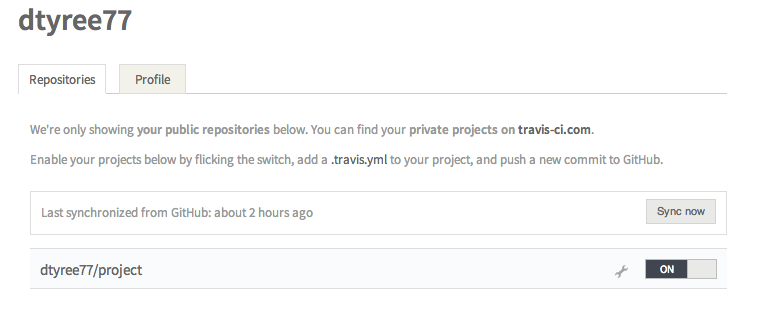 dtyree77
Repositories Profile
We're only showing your public repositories below. You can find your private projects on travis-ci.com.
Enable your projects below by flicking the switch, add a .travis.yml to your project, and push a new commit to GitHub.
Last synchronized from GitHub: about 2 hours ago Sync now
dtyree77/project ON